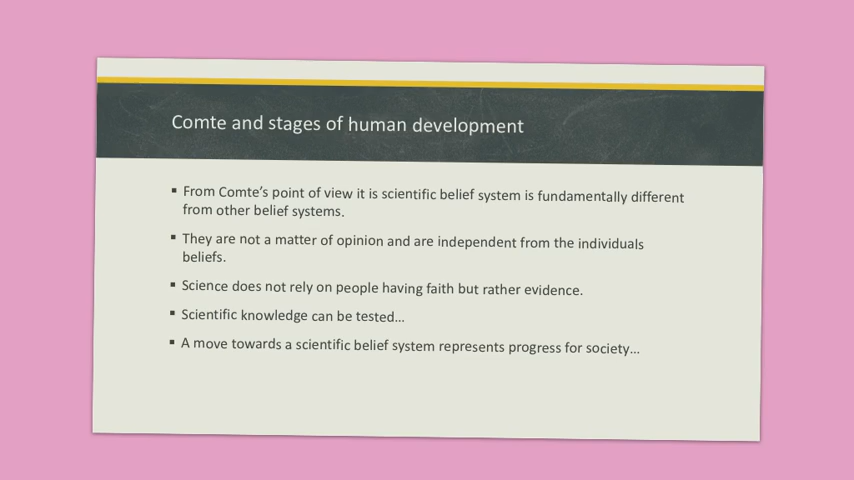 Comte and stages of human development
▪ From Comte's point of view it is scientific belief system is fundamentally different
from other belief systems.
▪ They are not a matter of opinion and are independent from the individuals
beliefs.
▪ Science does not rely on people having faith but rather evidence.
▪ Scientific knowledge can be tested…
▪ A move towards a scientific belief system represents progress for society…